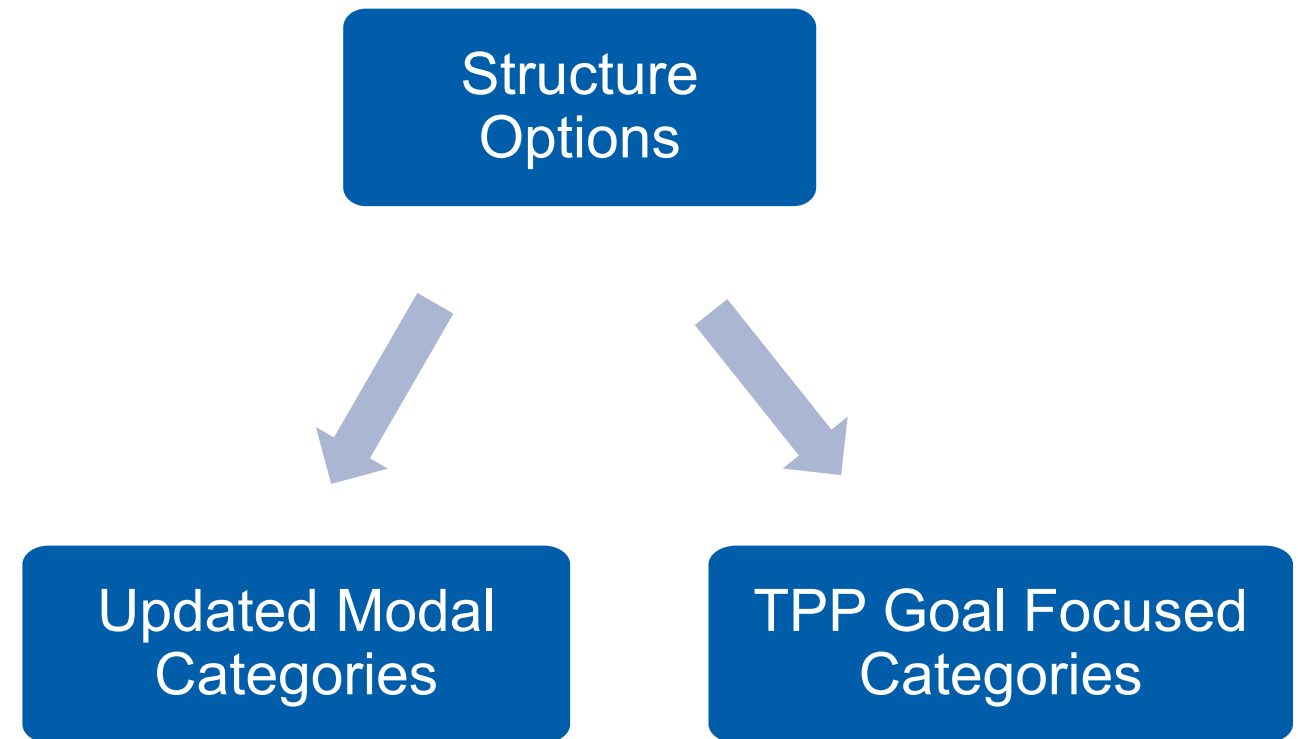 Structure
Options
Updated Modal
Categories
TPP Goal Focused
Categories